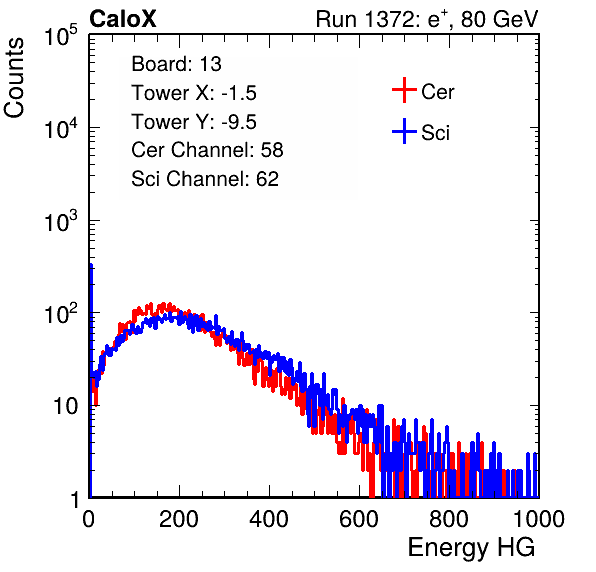 CaloX Run 1372: e⁺, 80 GeV
Counts
Board: 13
Tower X: -1.5
Tower Y: -9.5
Cer Channel: 58
Sci Channel: 62
Cer
Sci
10⁵
10⁴
10³
10²
10
1
0 200 400 600 800 1000
Energy HG